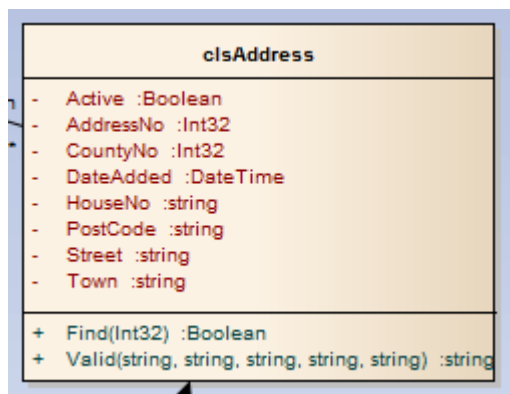 clsAddress
- Active :Boolean
- AddressNo :Int32
- CountyNo :Int32
- DateAdded :DateTime
- HouseNo :string
- PostCode :string
- Street :string
- Town :string
+ Find(Int32) :Boolean
+ Valid(string, string, string, string, string) :string